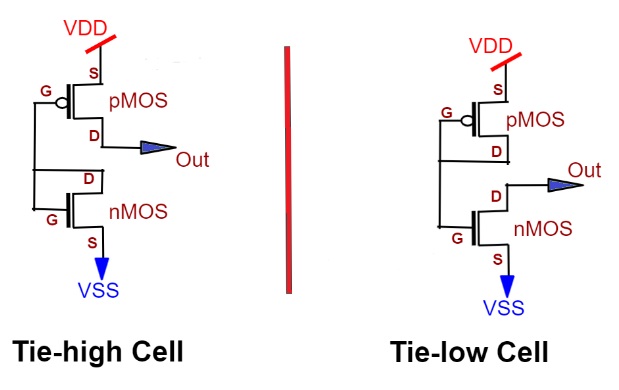 VDD
S
G
pMOS
D
Out
D
nMOS
G
S
VSS
Tie-high Cell
VDD
S
G
pMOS
D
Out
D
nMOS
G
S
VSS
Tie-low Cell